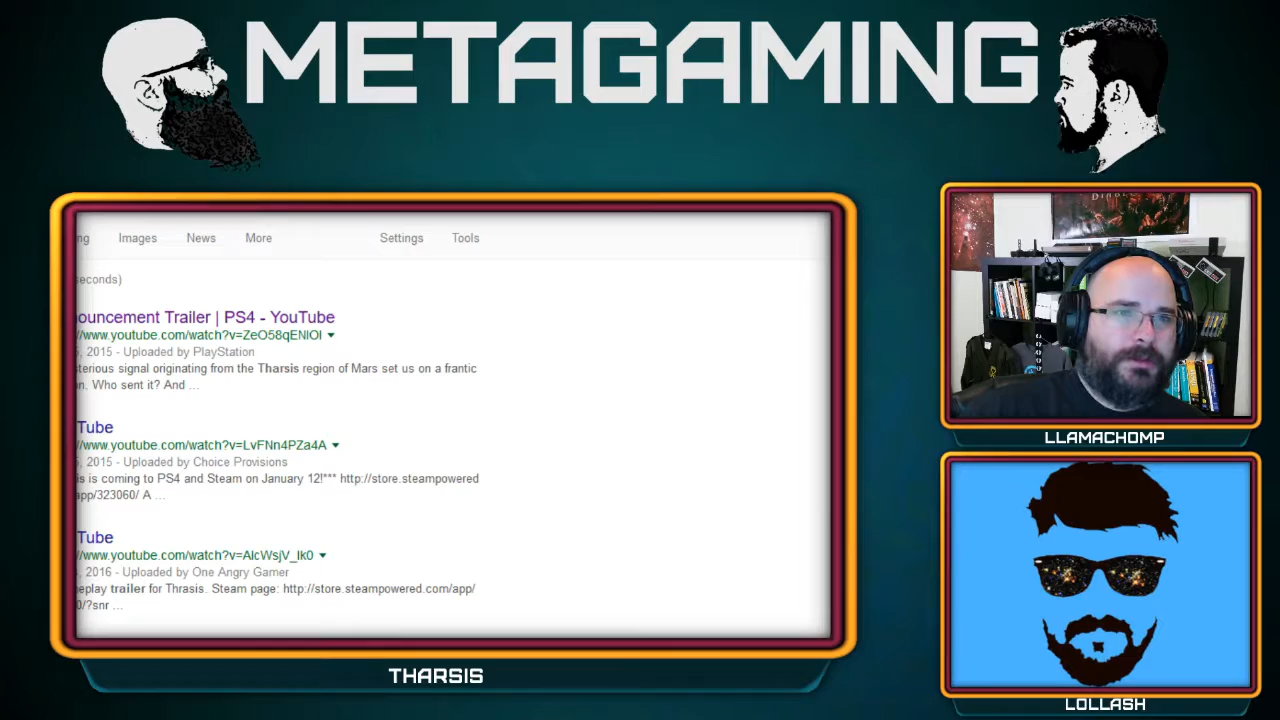 METAGAMING
ng Images News More Settings Tools
seconds)
ouncement Trailer | PS4 - YouTube
/www.youtube.com/watch?v=ZeO58qENlOI
, 2015 - Uploaded by PlayStation
terious signal originating from the Tharsis region of Mars set us on a frantic
n. Who sent it? And ...
Tube
/www.youtube.com/watch?v=LvFNn4PZa4A
, 2015 - Uploaded by Choice Provisions
is is coming to PS4 and Steam on January 12!*** http://store.steampowered
app/323060/ A ...
Tube
/www.youtube.com/watch?v=AlcWsjV_Ik0
, 2016 - Uploaded by One Angry Gamer
eplay trailer for Thrasis. Steam page: http://store.steampowered.com/app/
0/?snr ...
THARSIS
LLAMACHOMP
LOLLASH